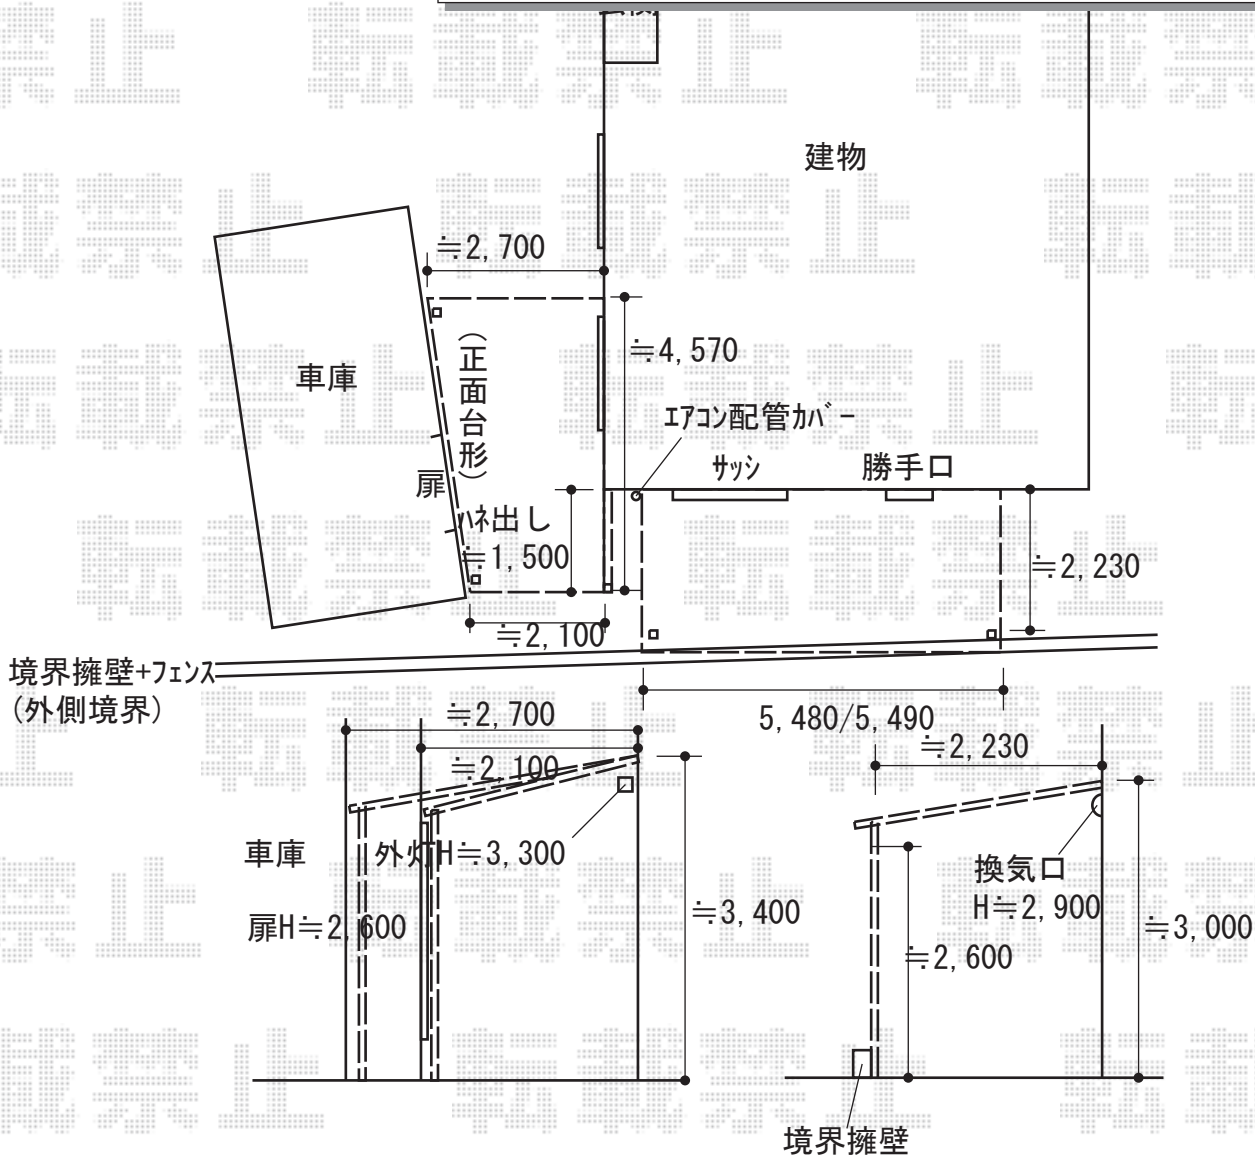 建物
≒2,700
(正面台形)
≒4,570
車庫
エアコン配管カバー
サッシ
勝手口
扉
ハネ出し
≒1,500
≒2,230
≒2,100
境界擁壁+フェンス
(外側境界)
5,480/5,490
≒2,700
≒2,100
≒2,230
車庫
外灯H≒3,300
換気口
H≒2,900
扉H≒2,600
≒3,400
≒3,000
≒2,600
境界擁壁
転載禁止